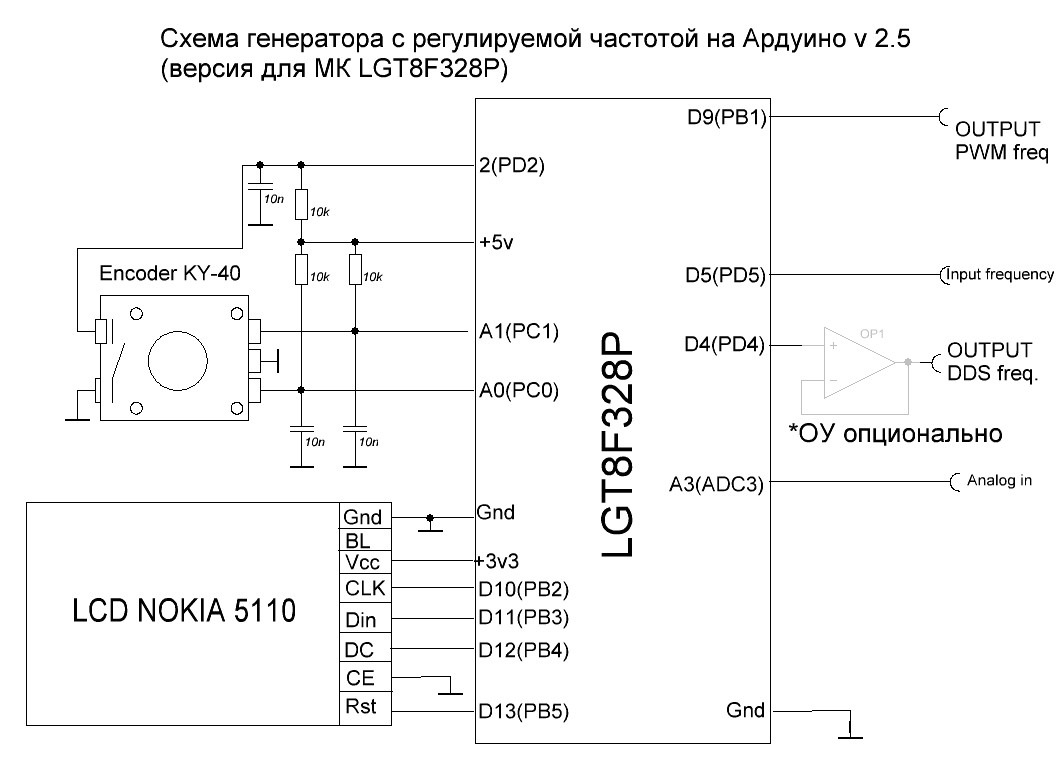 Схема генератора с регулируемой частотой на Ардуино v 2.5
(версия для МК LGT8F328P)
D9(PB1)
OUTPUT
PWM freq
2(PD2)
10n
10k
+5v
Encoder KY-40
10k
10k
D5(PD5)
Input frequency
A1(PC1)
D4(PD4)
OP1
+
−
OUTPUT
DDS freq.
A0(PC0)
*ОУ опционально
10n
10n
LGT8F328P
A3(ADC3)
Analog in
Gnd
Gnd
BL
Vcc
+3v3
CLK
D10(PB2)
LCD NOKIA 5110
Din
D11(PB3)
DC
D12(PB4)
CE
Rst
D13(PB5)
Gnd